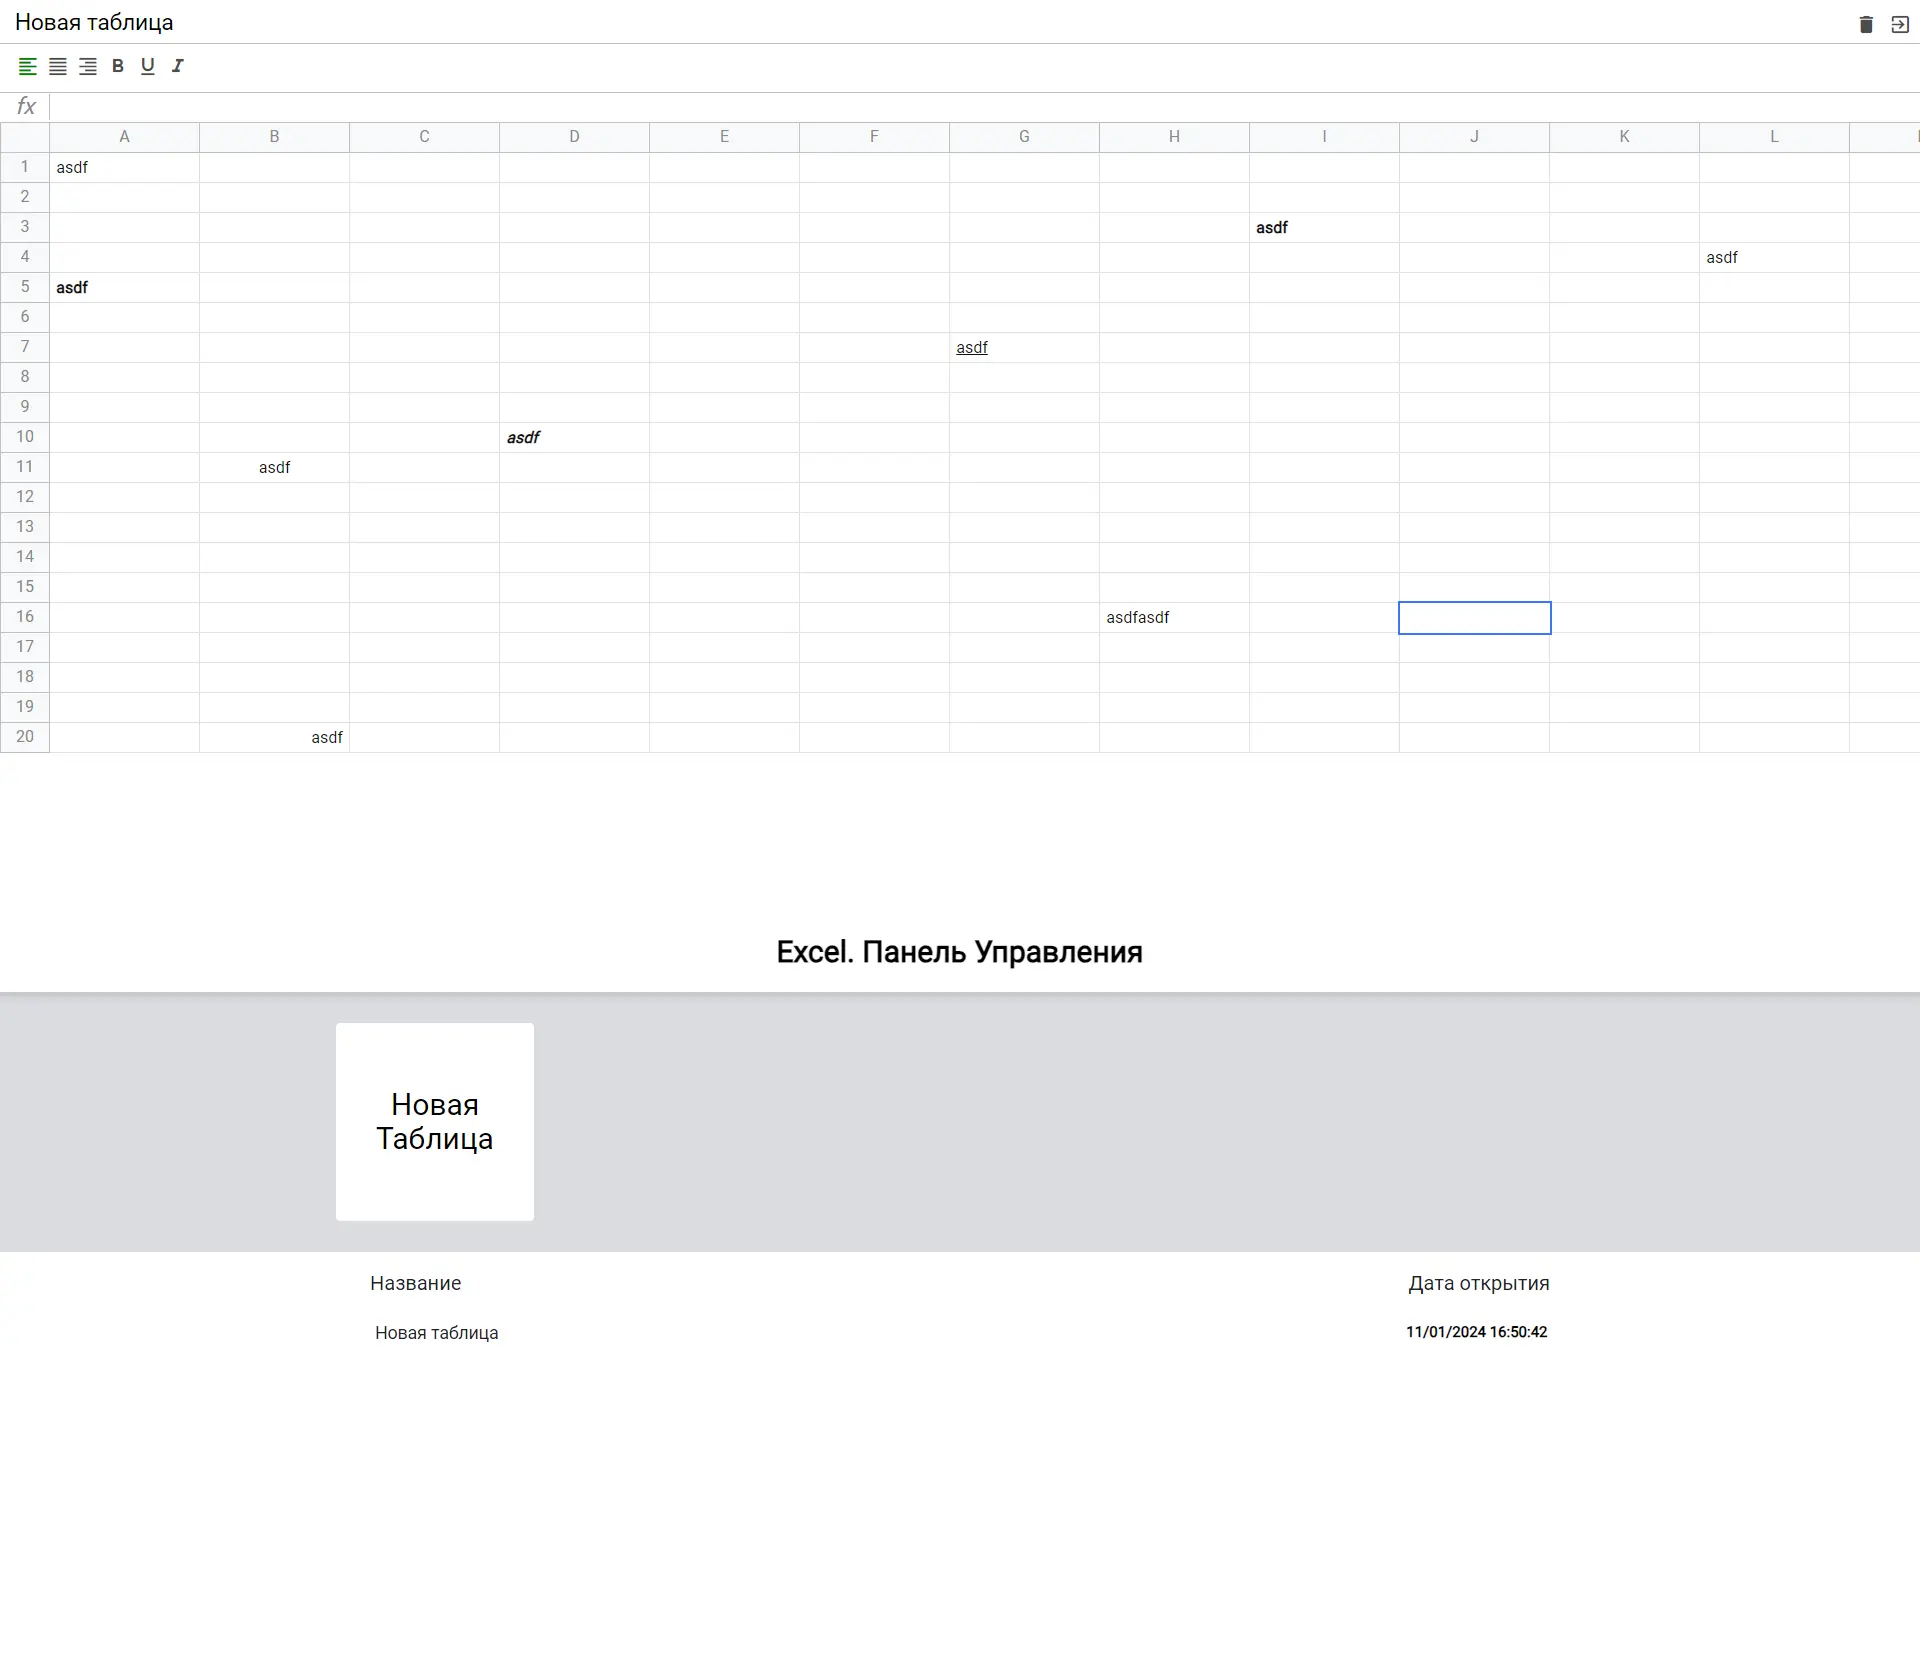 Новая таблица
B U I
fx
A B C D E F G H I J K L
1 asdf
2
3 asdf
4 asdf
5 asdf
6
7 asdf
8
9
10 asdf
11 asdf
12
13
14
15
16 asdfasdf
17
18
19
20 asdf
Excel. Панель Управления
Новая
Таблица
Название Дата открытия
Новая таблица 11/01/2024 16:50:42